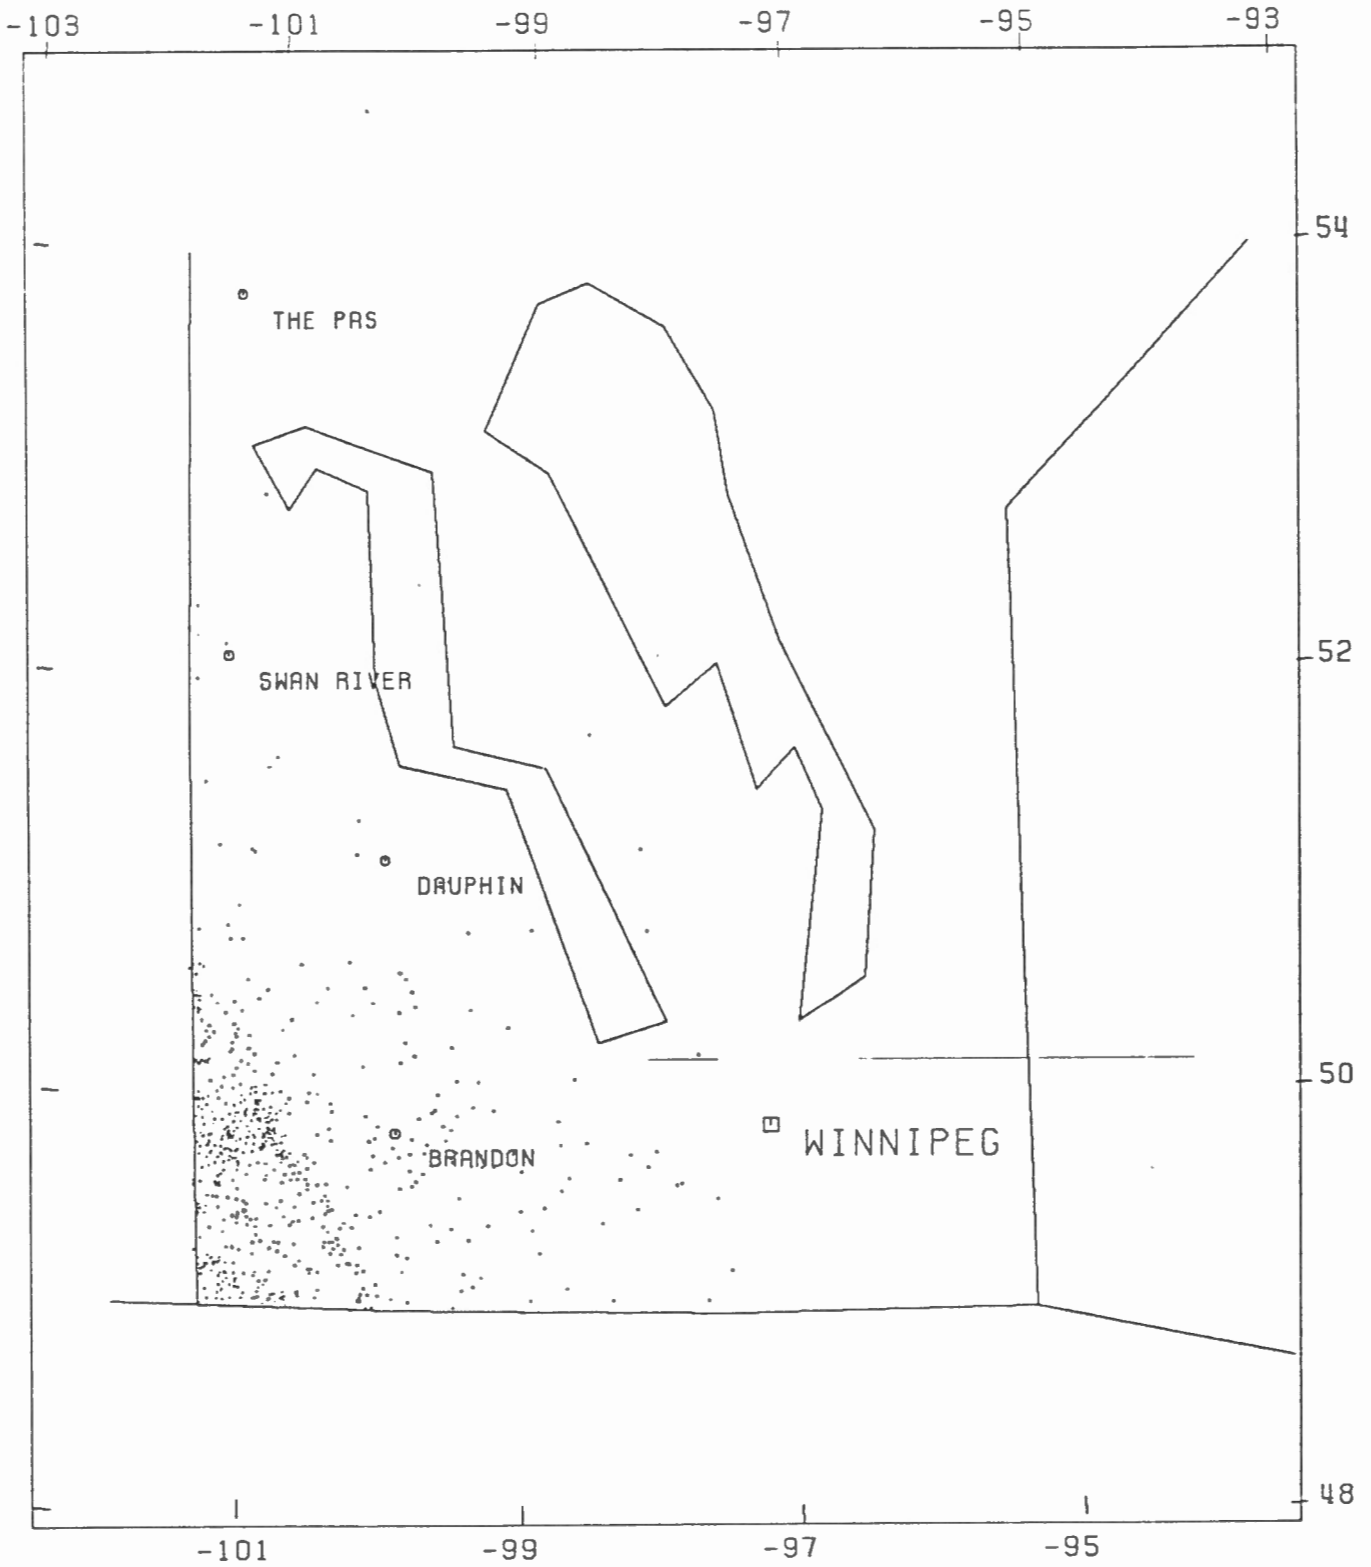 -103 -101 -99 -97 -95 -93
54
THE PAS
52
SWAN RIVER
DAUPHIN
50
WINNIPEG
BRANDON
48
-101 -99 -97 -95